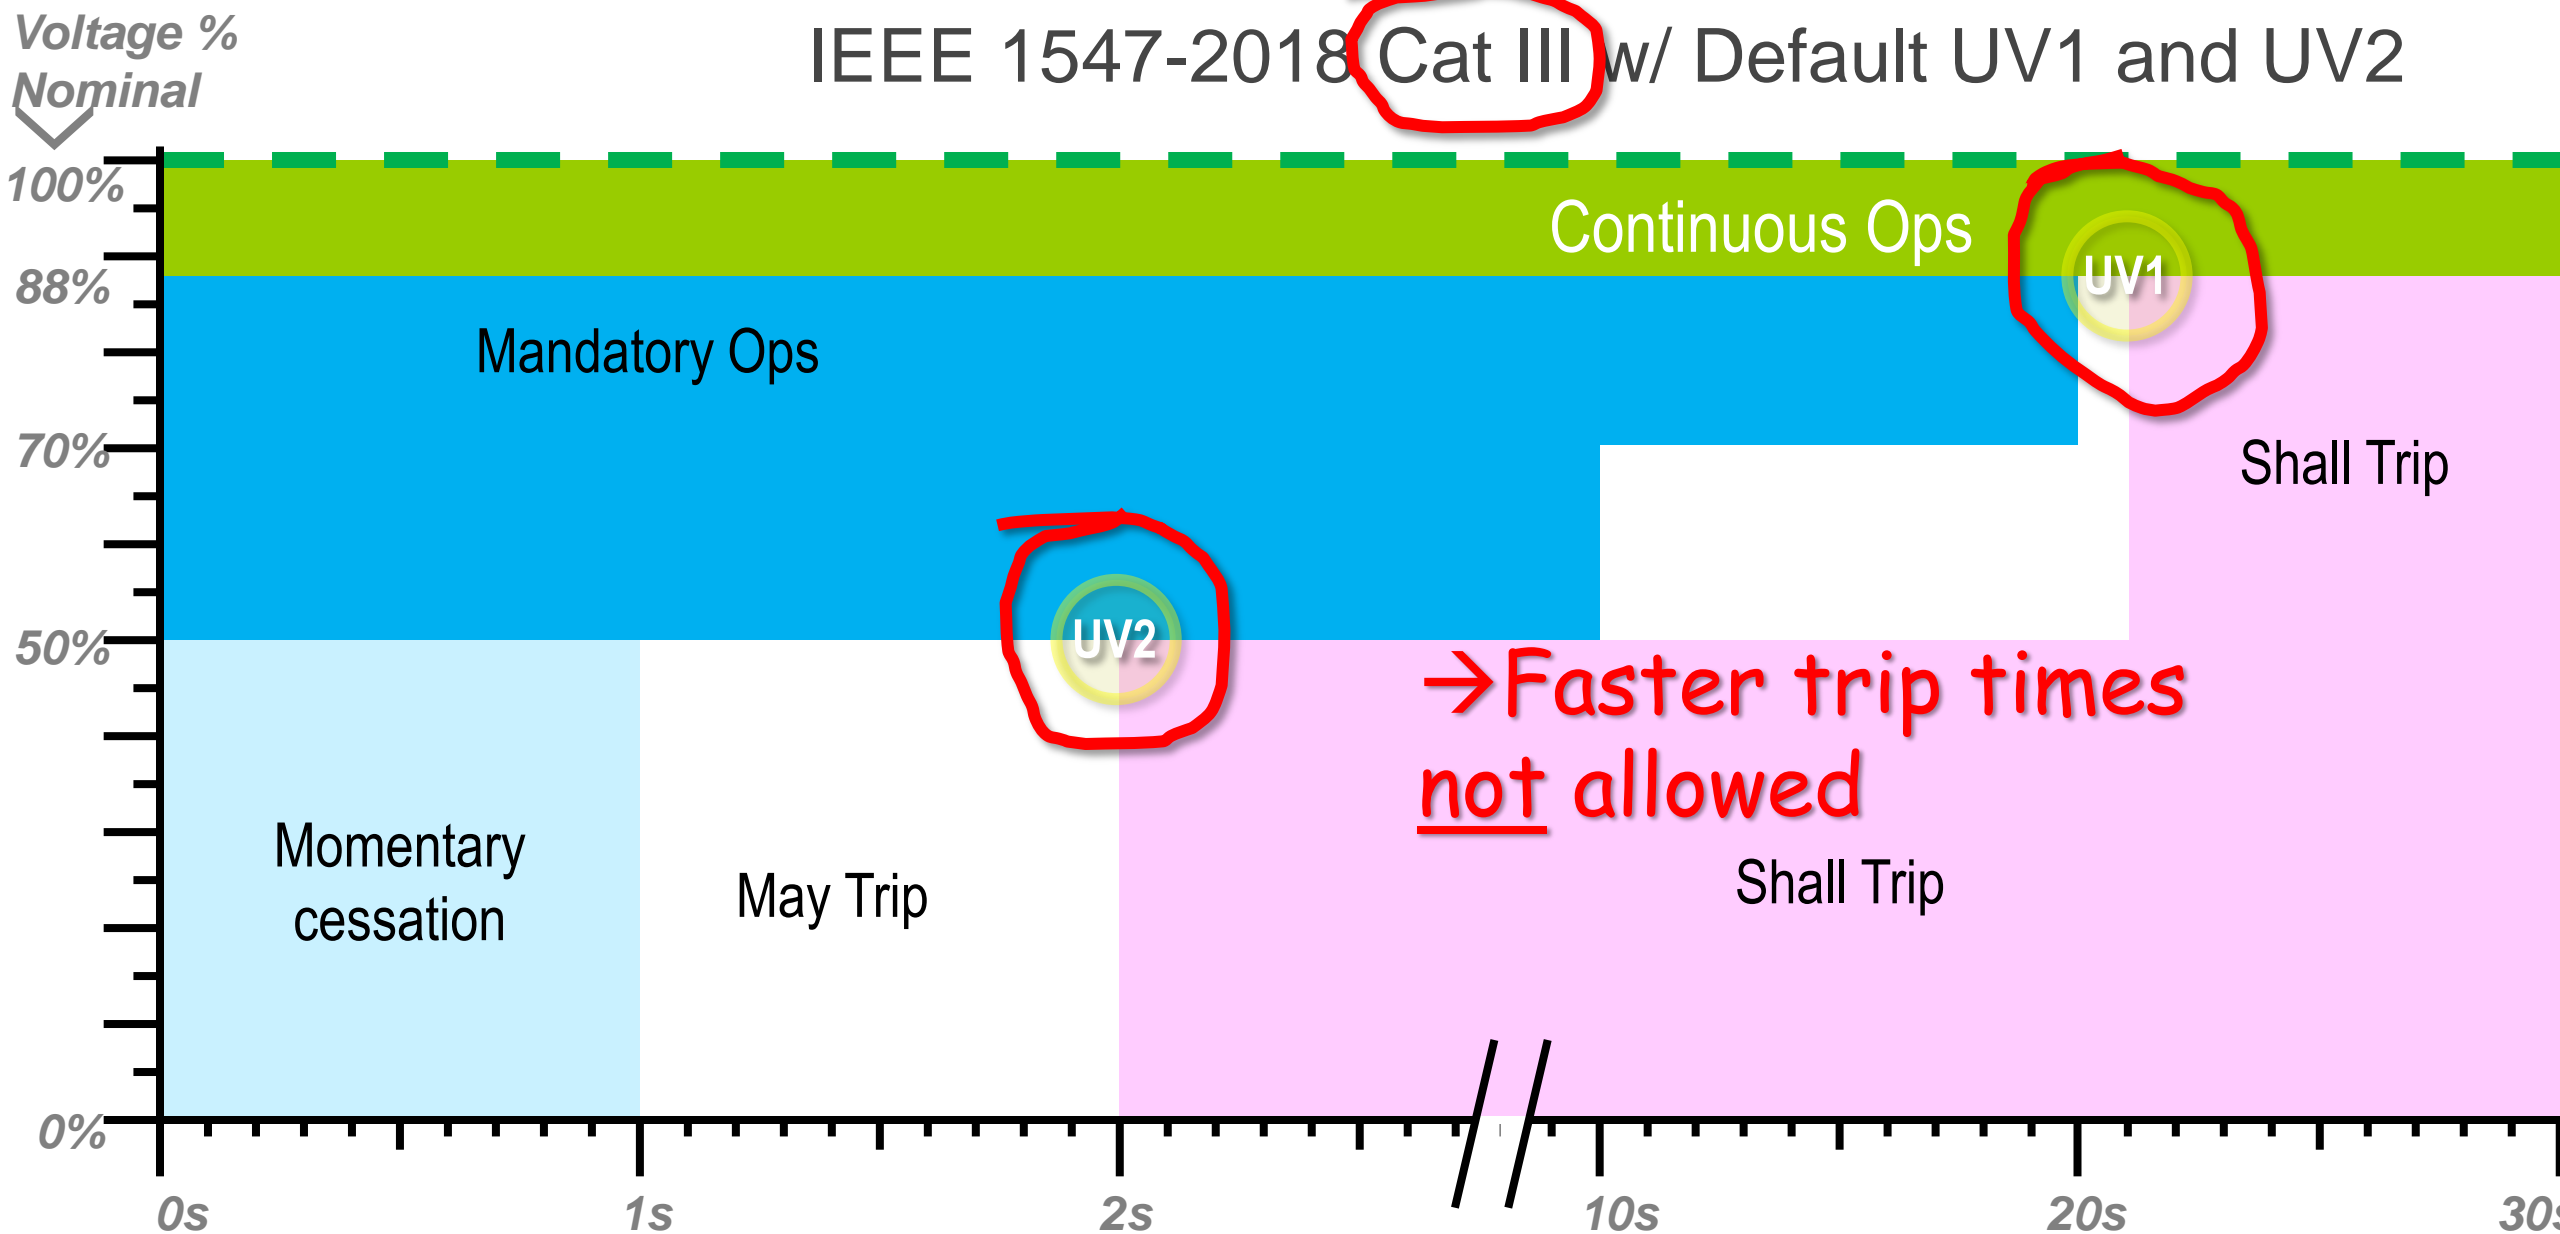 Voltage %
Nominal
IEEE 1547-2018 Cat III w/ Default UV1 and UV2
100%
Continuous Ops
88%
UV1
Mandatory Ops
70%
Shall Trip
50%
UV2
→Faster trip times
not allowed
Momentary
cessation
May Trip
Shall Trip
0%
0s
1s
2s
10s
20s
30s